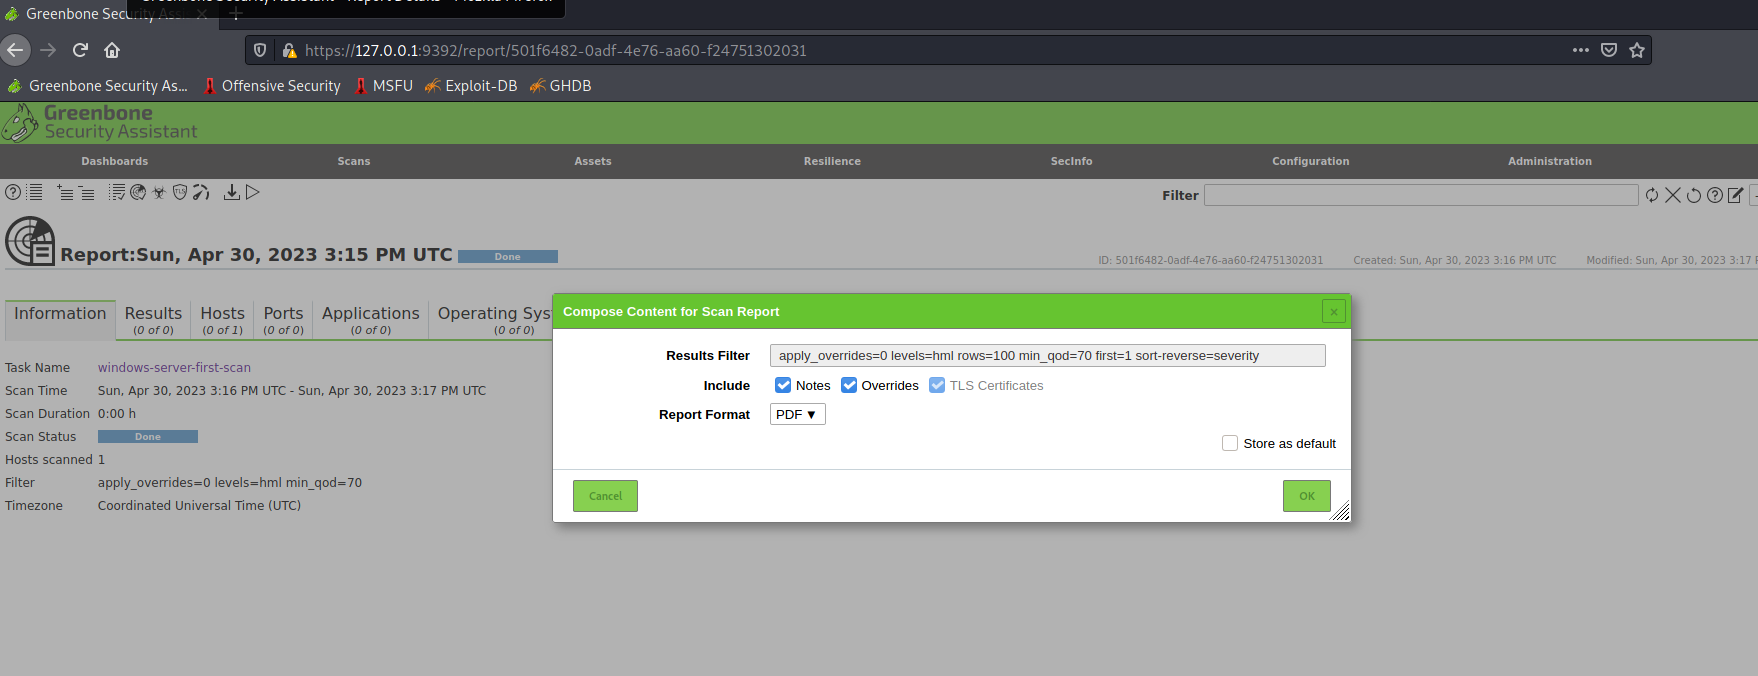 Greenbone Security Assistant - Report Details - Mozilla Firefox
Greenbone Security Assis
https://127.0.0.1:9392/report/501f6482-0adf-4e76-aa60-f24751302031
Greenbone Security As... Offensive Security MSFU Exploit-DB GHDB
Greenbone
Security Assistant
Dashboards Scans Assets Resilience SecInfo Configuration Administration
Filter
Report:Sun, Apr 30, 2023 3:15 PM UTC Done
ID: 501f6482-0adf-4e76-aa60-f24751302031 Created: Sun, Apr 30, 2023 3:16 PM UTC Modified: Sun, Apr 30, 2023 3:17 P
Information Results Hosts Ports Applications Operating Sys
(0 of 0) (0 of 1) (0 of 0) (0 of 0) (0 of 0)
Task Name windows-server-first-scan
Scan Time Sun, Apr 30, 2023 3:16 PM UTC - Sun, Apr 30, 2023 3:17 PM UTC
Scan Duration 0:00 h
Scan Status Done
Hosts scanned 1
Filter apply_overrides=0 levels=hml min_qod=70
Timezone Coordinated Universal Time (UTC)
Compose Content for Scan Report ×
Results Filter apply_overrides=0 levels=hml rows=100 min_qod=70 first=1 sort-reverse=severity
Include Notes Overrides TLS Certificates
Report Format PDF ▼
Store as default
Cancel OK